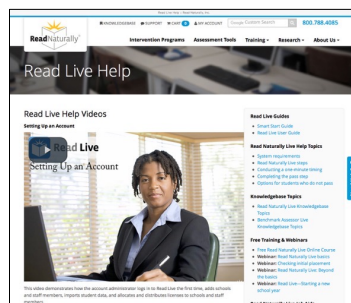 Read Live Help | Read Naturally, Inc.
KNOWLEDGEBASE SUPPORT CART 0 MY ACCOUNT Google Custom Search 800.788.4085
ReadNaturally
Intervention Programs Assessment Tools Training Research About Us
Read Live Help
Read Live Help Videos
Setting Up an Account
Read Live
Setting Up an Account
This video demonstrates how the account administrator logs in to Read Live the first time, adds schools
and staff members, imports student data, and allocates and distributes licenses to schools and staff
members.
Read Live Guides
Smart Start Guide
Read Live User Guide
Read Naturally Live Help Topics
System requirements
Read Naturally Live steps
Conducting a one-minute timing
Completing the pass step
Options for students who do not pass
Knowledgebase Topics
Read Naturally Live Knowledgebase
Topics
Benchmark Assessor Live
Knowledgebase Topics
Free Training & Webinars
Free Read Naturally Live Online Course
Webinar: Read Naturally Live basics
Webinar: Checking initial placement
Webinar: Read Naturally Live: Beyond
the basics
Webinar: Read Live—Starting a new
school year